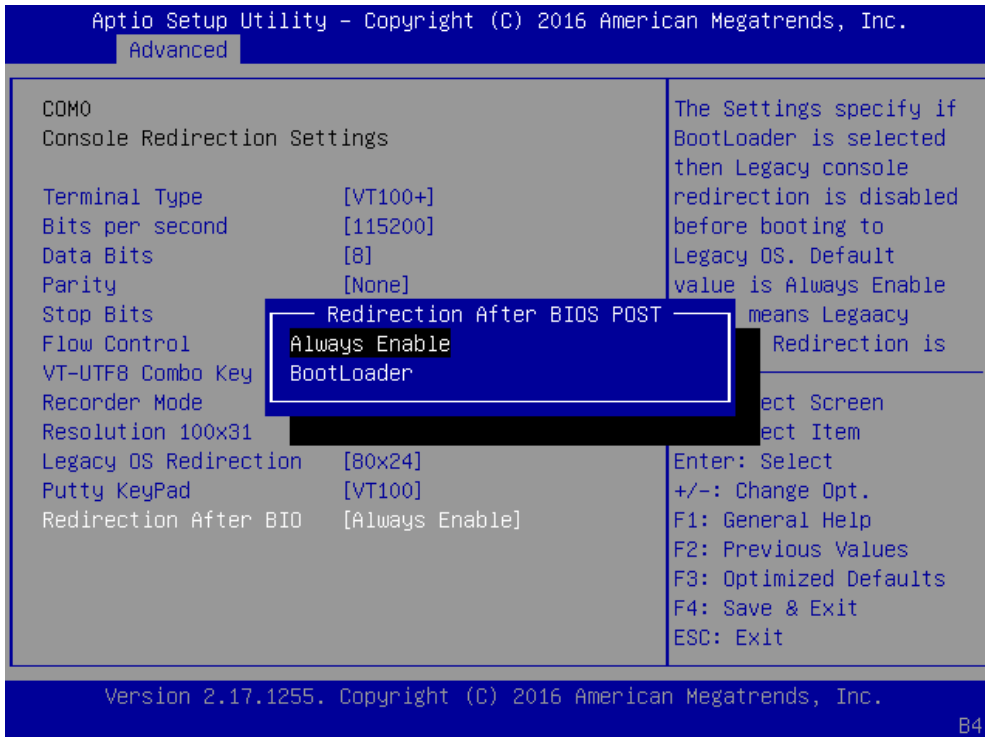 Aptio Setup Utility – Copyright (C) 2016 American Megatrends, Inc.
Advanced
COM0
Console Redirection Settings
Terminal Type [VT100+]
Bits per second [115200]
Data Bits [8]
Parity [None]
Stop Bits
Flow Control
VT-UTF8 Combo Key
Recorder Mode
Resolution 100x31
Legacy OS Redirection [80x24]
Putty KeyPad [VT100]
Redirection After BIO [Always Enable]
Redirection After BIOS POST
Always Enable
BootLoader
The Settings specify if
BootLoader is selected
then Legacy console
redirection is disabled
before booting to
Legacy OS. Default
value is Always Enable
means Legaacy
Redirection is
ect Screen
ect Item
Enter: Select
+/-: Change Opt.
F1: General Help
F2: Previous Values
F3: Optimized Defaults
F4: Save & Exit
ESC: Exit
Version 2.17.1255. Copyright (C) 2016 American Megatrends, Inc.
B4